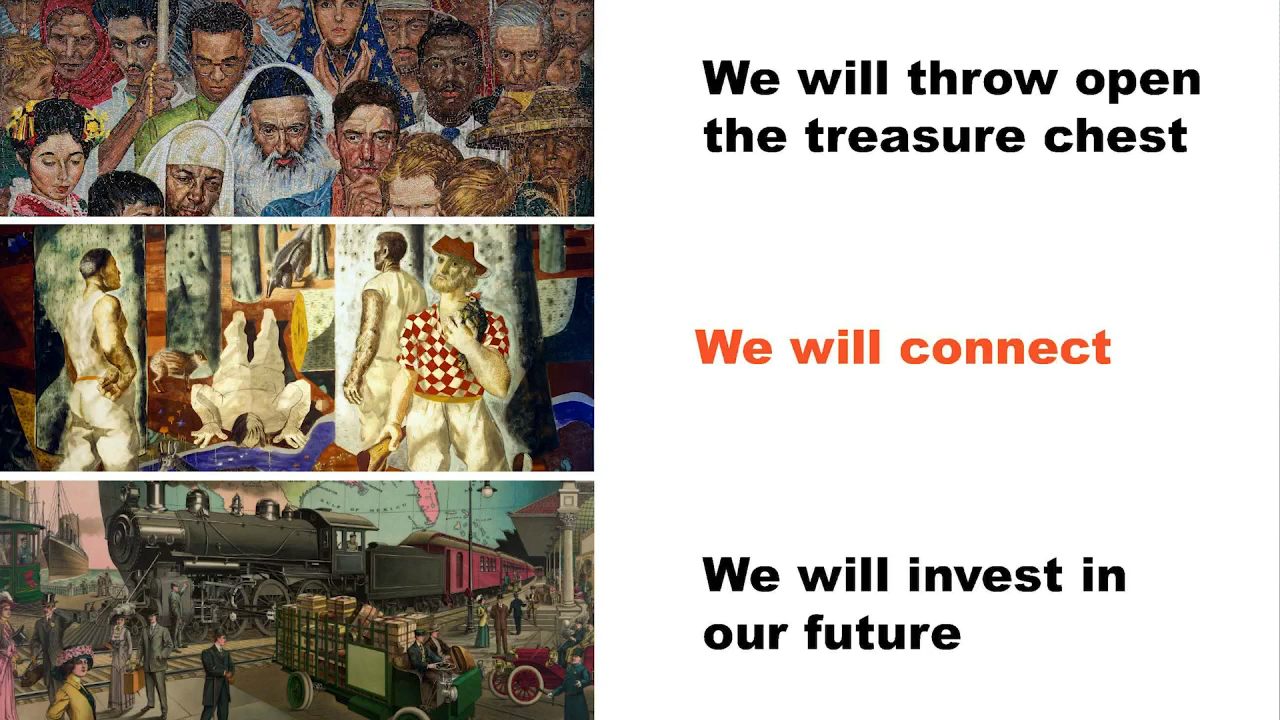 We will throw open
the treasure chest
We will connect
We will invest in
our future